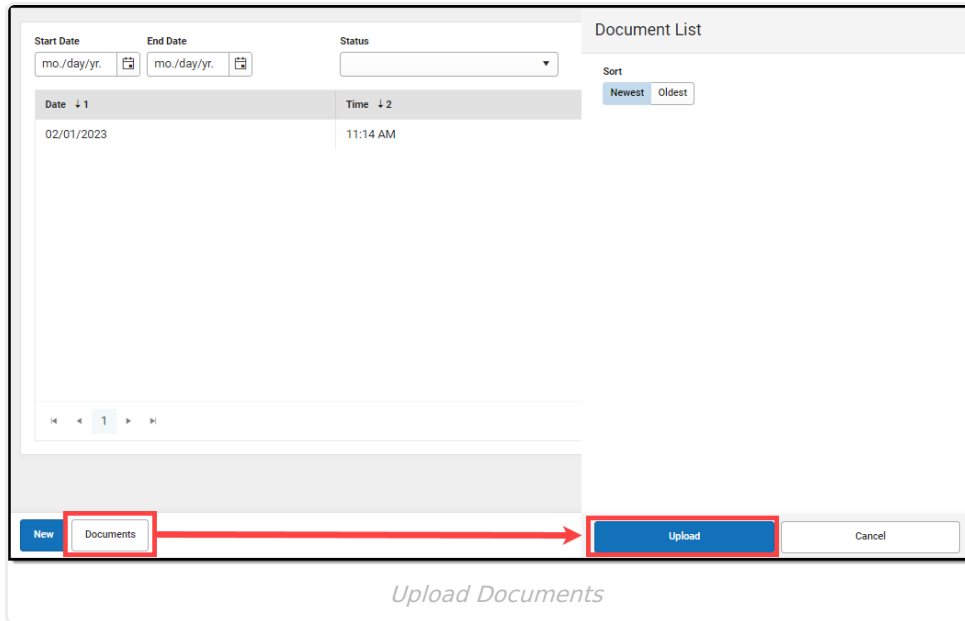 Start Date End Date Status
mo./day/yr. mo./day/yr.
Date ↓1 Time ↓2
02/01/2023 11:14 AM
1
New Documents
Document List
Sort
Newest Oldest
Upload Cancel
Upload Documents